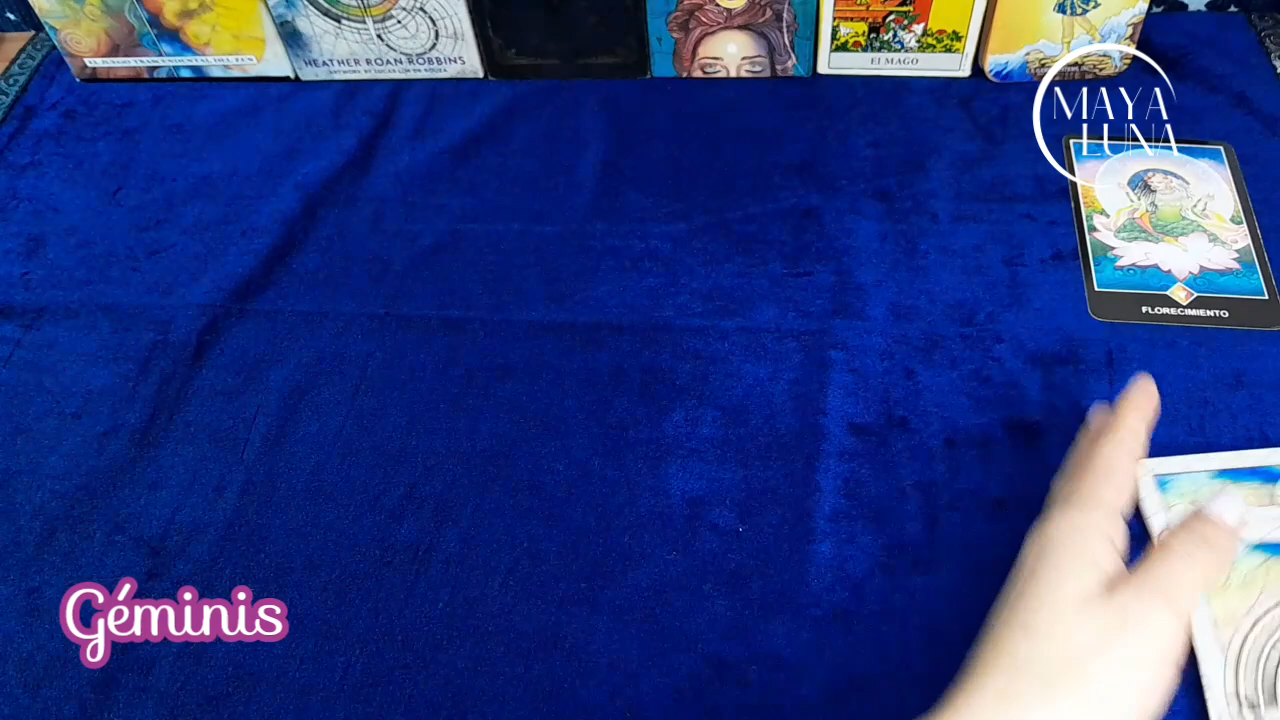 EL JUEGO TRASCENDENTAL DEL ZEN
HEATHER ROAN ROBBINS
ARTWORK BY LUCAS LUA DE SOUZA
EL MAGO
MAYA
LUNA
FLORECIMIENTO
Géminis